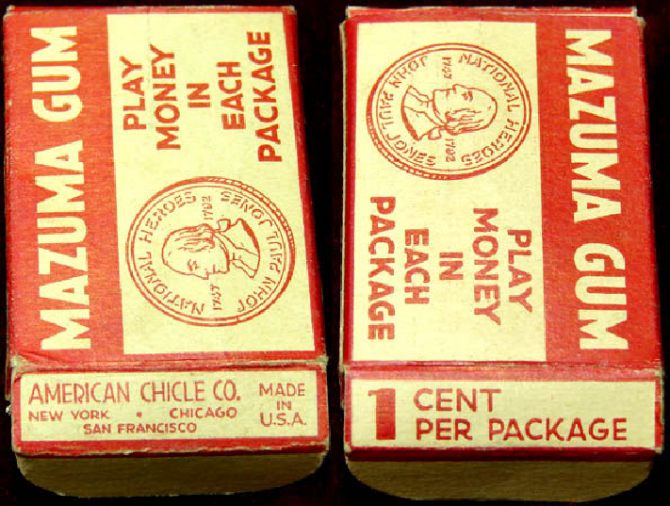 MAZUMA GUM
PLAY
MONEY
IN
EACH
PACKAGE
NATIONAL HEROES
JOHN PAUL JONES
1747 1792
AMERICAN CHICLE CO.
NEW YORK • CHICAGO
SAN FRANCISCO
MADE
IN
U.S.A.
MAZUMA GUM
NATIONAL HEROES
JOHN PAUL JONES
1747 1792
PLAY
MONEY
IN
EACH
PACKAGE
1 CENT
PER PACKAGE